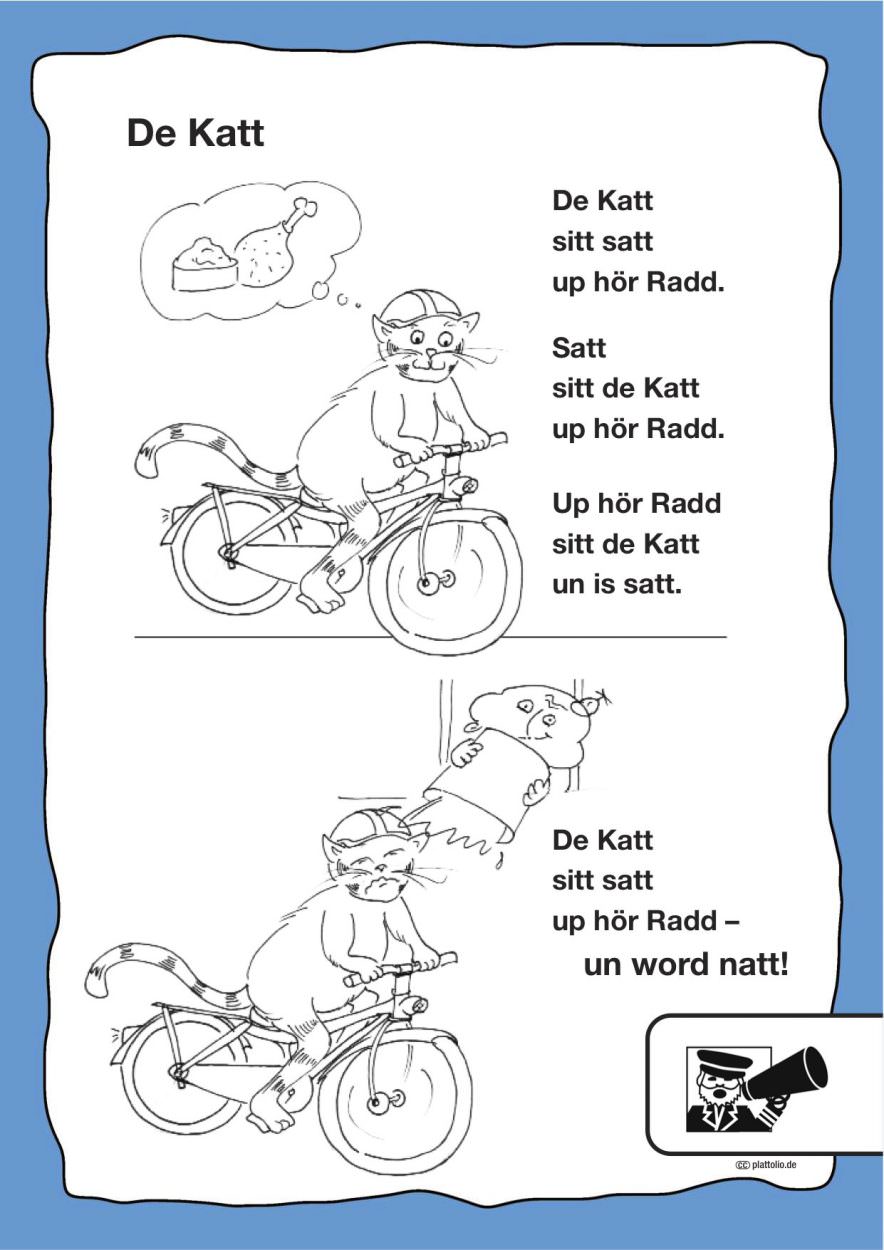 De Katt
De Katt
sitt satt
up hör Radd.
Satt
sitt de Katt
up hör Radd.
Up hör Radd
sitt de Katt
un is satt.
De Katt
sitt satt
up hör Radd –
un word natt!
cc plattolio.de